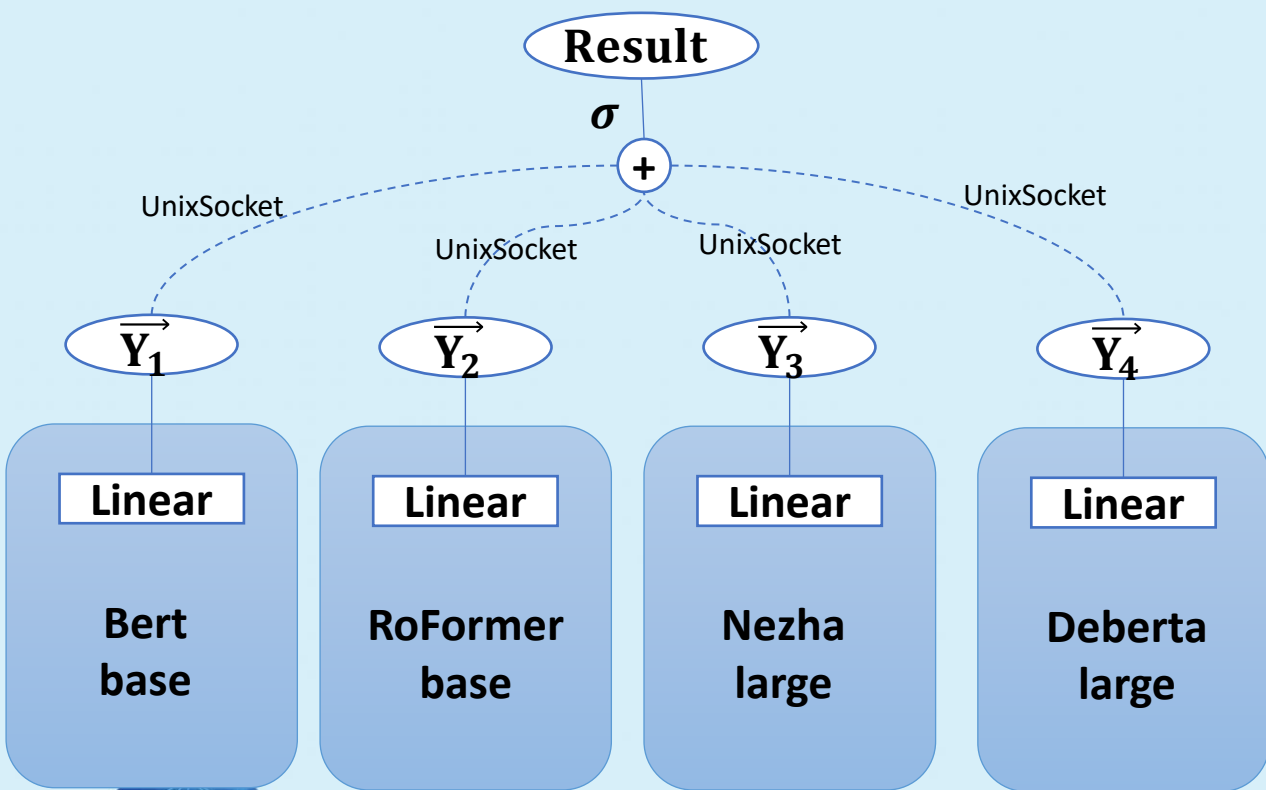 Result
σ
+
UnixSocket
UnixSocket
UnixSocket
UnixSocket
Y₁
Y₂
Y₃
Y₄
Linear
Linear
Linear
Linear
Bert
base
RoFormer
base
Nezha
large
Deberta
large